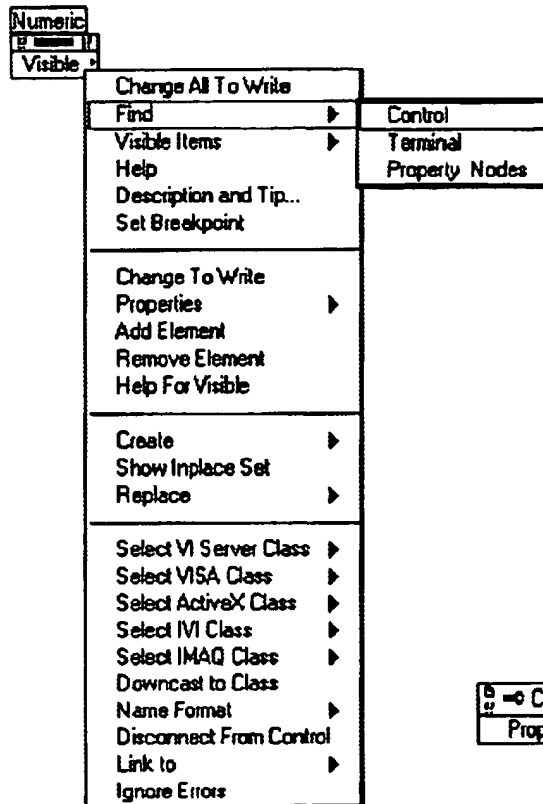 Numeric
Visible
Change All To Write
Find
Control
Visible Items
Terminal
Help
Property Nodes
Description and Tip...
Set Breakpoint
Change To Write
Properties
Add Element
Remove Element
Help For Visible
Create
Show Inplace Set
Replace
Select VI Server Class
Select VISA Class
Select ActiveX Class
Select IVI Class
Select IMAQ Class
Downcast to Class
Name Format
Disconnect From Control
Link to
Ignore Errors